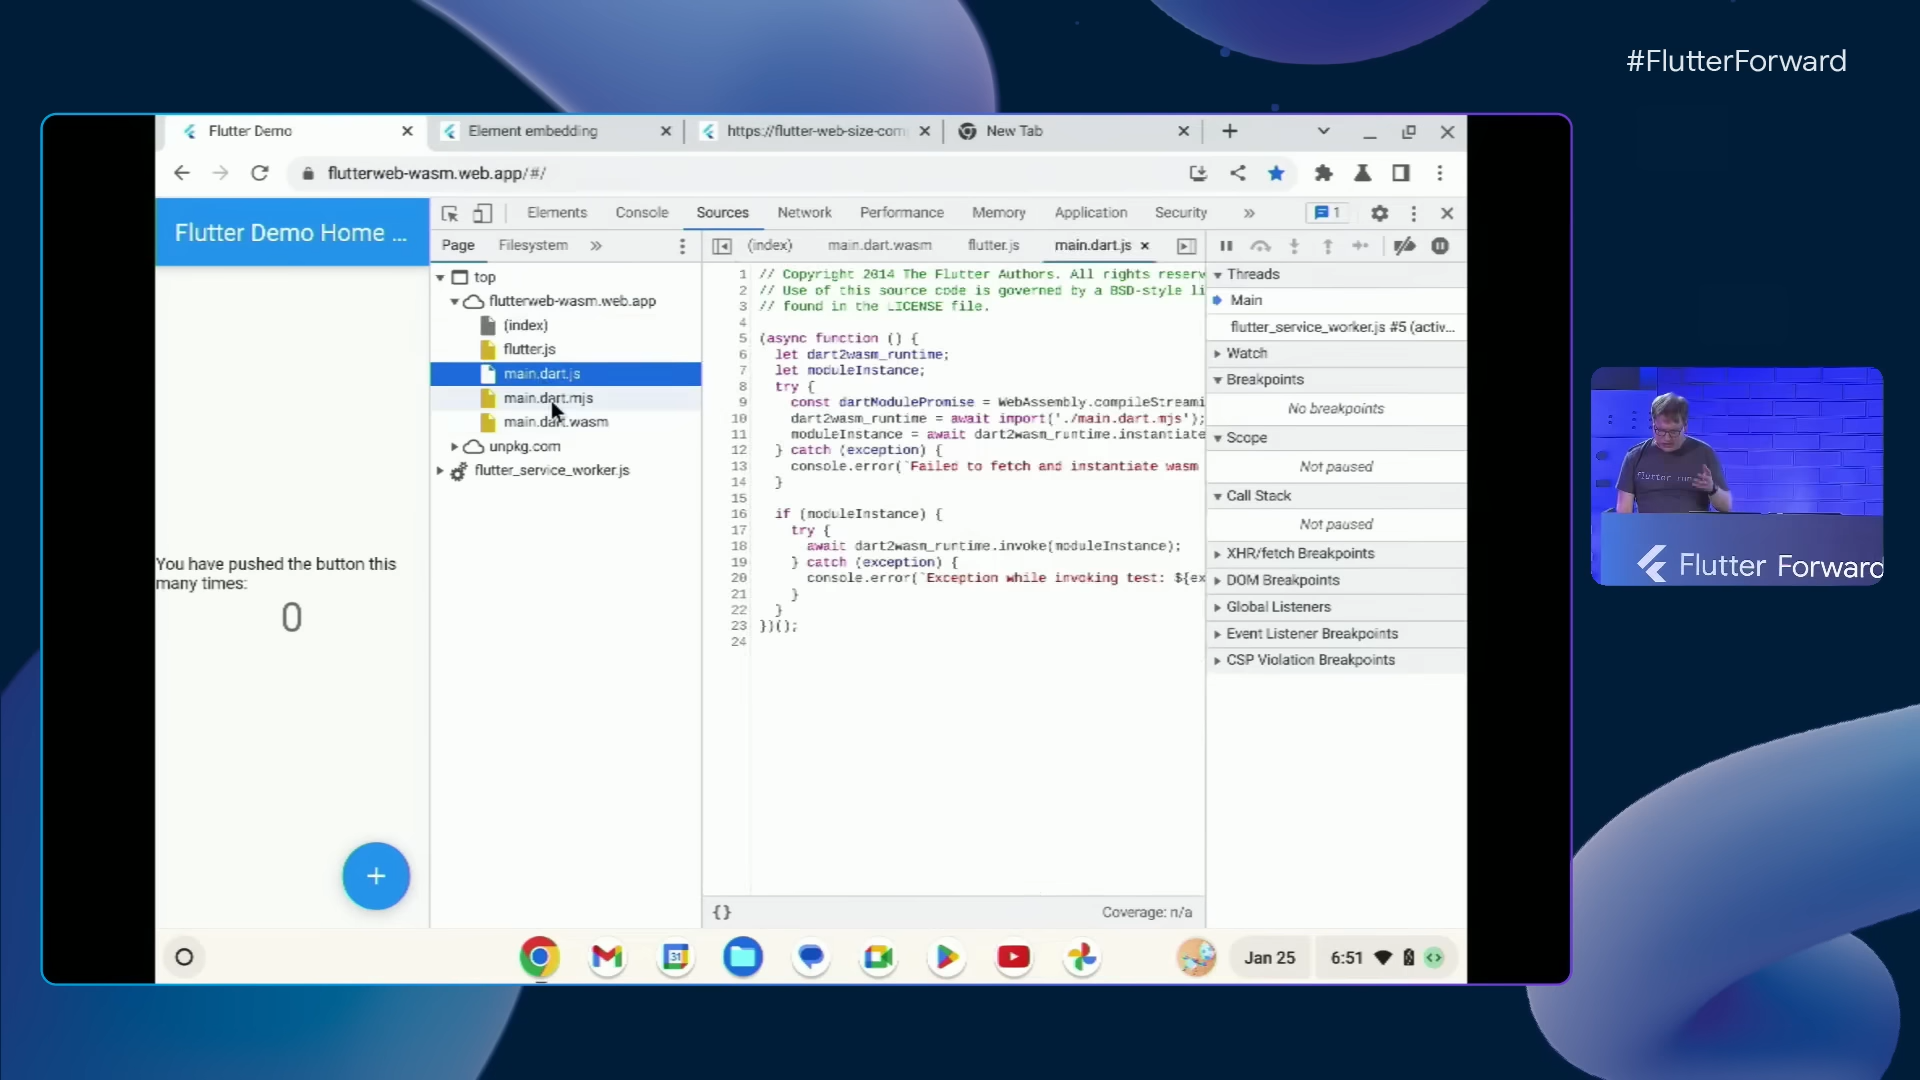 #FlutterForward
Flutter Demo
Element embedding
https://flutter-web-size-com
New Tab
flutterweb-wasm.web.app/#/
Flutter Demo Home ...
Elements
Console
Sources
Network
Performance
Memory
Application
Security
»
1
Page
Filesystem
»
(index)
main.dart.wasm
flutter.js
main.dart.js
top
flutterweb-wasm.web.app
(index)
flutter.js
main.dart.js
main.dart.mjs
main.dart.wasm
unpkg.com
flutter_service_worker.js
1 // Copyright 2014 The Flutter Authors. All rights reserv
2 // Use of this source code is governed by a BSD-style li
3 // found in the LICENSE file.
4
5 (async function () {
6 let dart2wasm_runtime;
7 let moduleInstance;
8 try {
9 const dartModulePromise = WebAssembly.compileStreami
10 dart2wasm_runtime = await import('./main.dart.mjs');
11 moduleInstance = await dart2wasm_runtime.instantiate
12 } catch (exception) {
13 console.error(`Failed to fetch and instantiate wasm
14 }
15
16 if (moduleInstance) {
17 try {
18 await dart2wasm_runtime.invoke(moduleInstance);
19 } catch (exception) {
20 console.error(`Exception while invoking test: ${ex
21 }
22 }
23 })();
24
{}
Coverage: n/a
Threads
Main
flutter_service_worker.js #5 (activ...
Watch
Breakpoints
No breakpoints
Scope
Not paused
Call Stack
Not paused
XHR/fetch Breakpoints
DOM Breakpoints
Global Listeners
Event Listener Breakpoints
CSP Violation Breakpoints
You have pushed the button this
many times:
0
+
31
Jan 25
6:51
flutter run
Flutter Forward